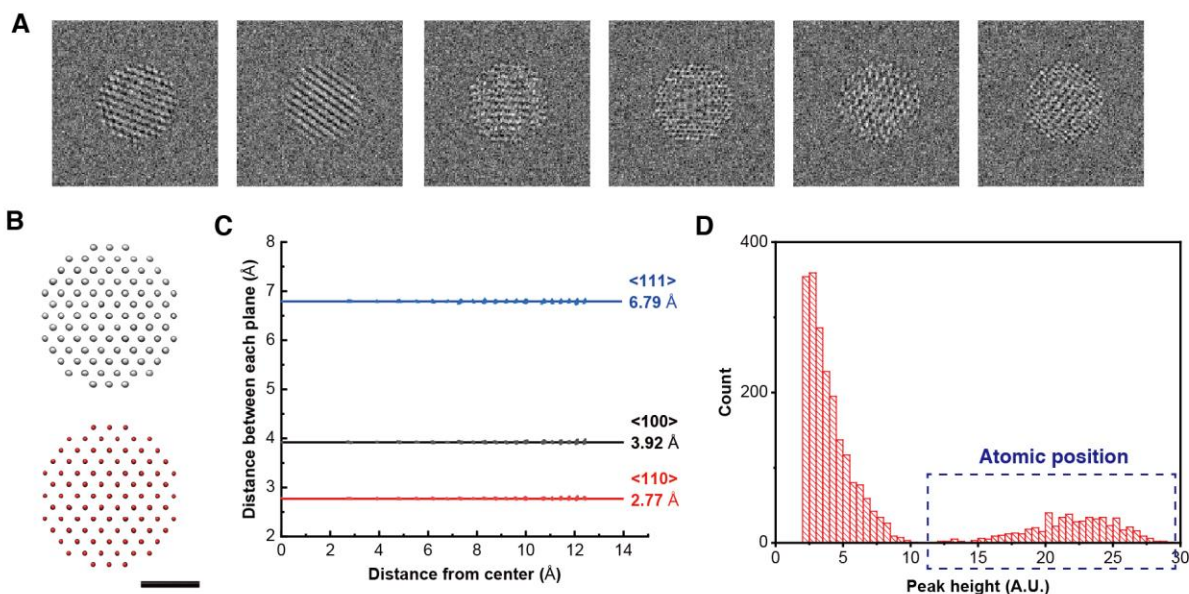 A
B
C
Distance between each plane (Å)
8
7
6
5
4
3
2
<111>
6.79 Å
<100>
3.92 Å
<110>
2.77 Å
0 2 4 6 8 10 12 14
Distance from center (Å)
D
Count
400
200
0
Atomic position
0 5 10 15 20 25 30
Peak height (A.U.)